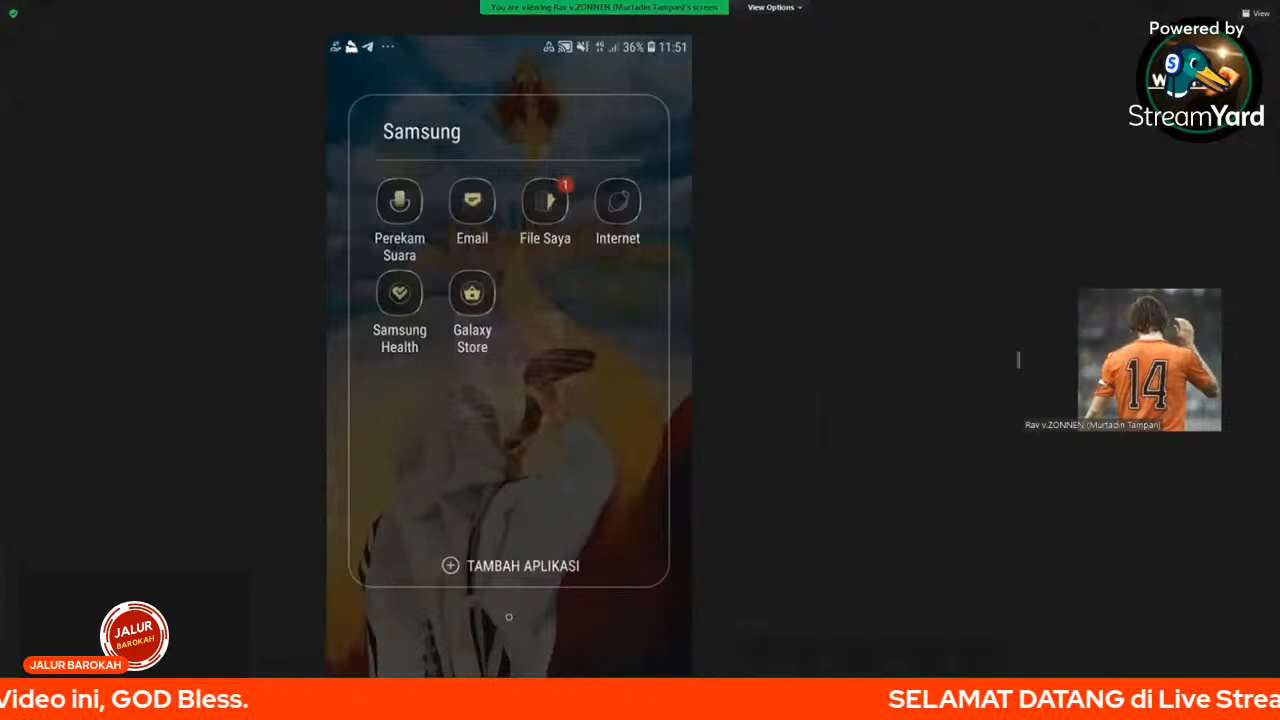 You are viewing Rav v.ZONNEN (Murtadin Tampan)'s screen
View Options
View
Powered by
StreamYard
36% 11:51
Samsung
1
Perekam
Suara
Email
File Saya
Internet
Samsung
Health
Galaxy
Store
TAMBAH APLIKASI
14
Rav v.ZONNEN (Murtadin Tampan)
JALUR
BAROKAH
JALUR BAROKAH
Video ini, GOD Bless.
SELAMAT DATANG di Live Strea